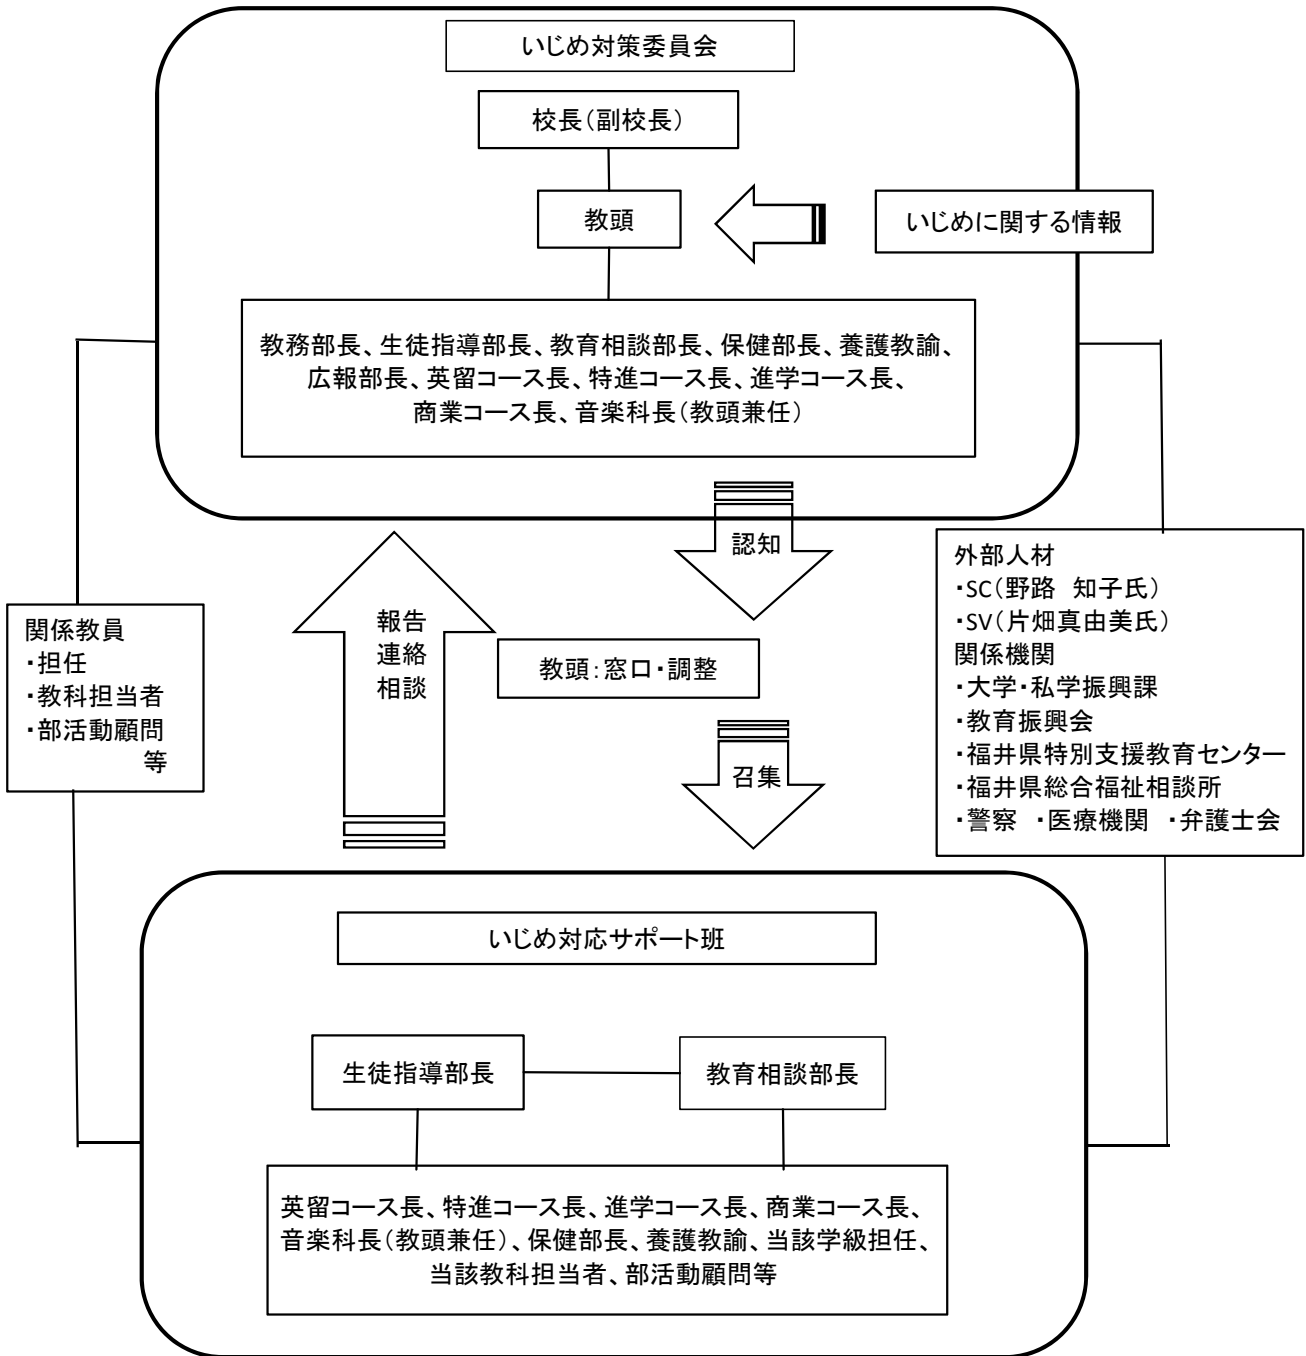 いじめ対策委員会
校長(副校長)
教頭
いじめに関する情報
教務部長、生徒指導部長、教育相談部長、保健部長、養護教諭、
広報部長、英留コース長、特進コース長、進学コース長、
商業コース長、音楽科長(教頭兼任)
認知
報告
連絡
相談
教頭:窓口・調整
召集
関係教員
・担任
・教科担当者
・部活動顧問
等
外部人材
・SC(野路 知子氏)
・SV(片畑真由美氏)
関係機関
・大学・私学振興課
・教育振興会
・福井県特別支援教育センター
・福井県総合福祉相談所
・警察 ・医療機関 ・弁護士会
いじめ対応サポート班
生徒指導部長
教育相談部長
英留コース長、特進コース長、進学コース長、商業コース長、
音楽科長(教頭兼任)、保健部長、養護教諭、当該学級担任、
当該教科担当者、部活動顧問等